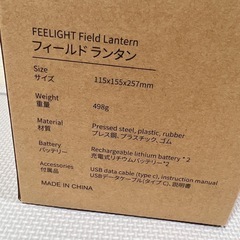 FEELIGHT Field Lantern
フィールド ランタン
Size
サイズ
115x155x257mm
Weight
重量
498g
Material
材質
Pressed steel, plastic, rubber
プレス鋼, プラスチック, ゴム
Battery
バッテリー
Rechargeable lithium battery *2
充電式リチウムバッテリー*2
Accessories
付属品
USB data cable (type c), instruction manual
USBデータケーブル(タイプC), 説明書
MADE IN CHINA